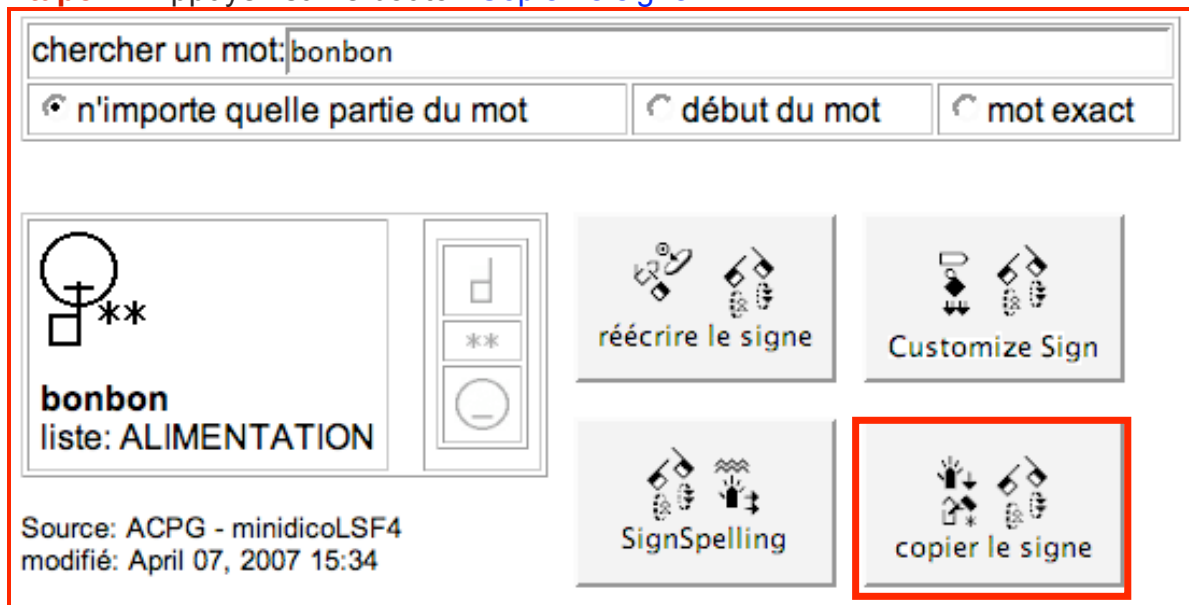 chercher un mot: bonbon
n'importe quelle partie du mot début du mot mot exact
**
bonbon
liste: ALIMENTATION
**
réécrire le signe
Customize Sign
SignSpelling
copier le signe
Source: ACPG - minidicoLSF4
modifié: April 07, 2007 15:34